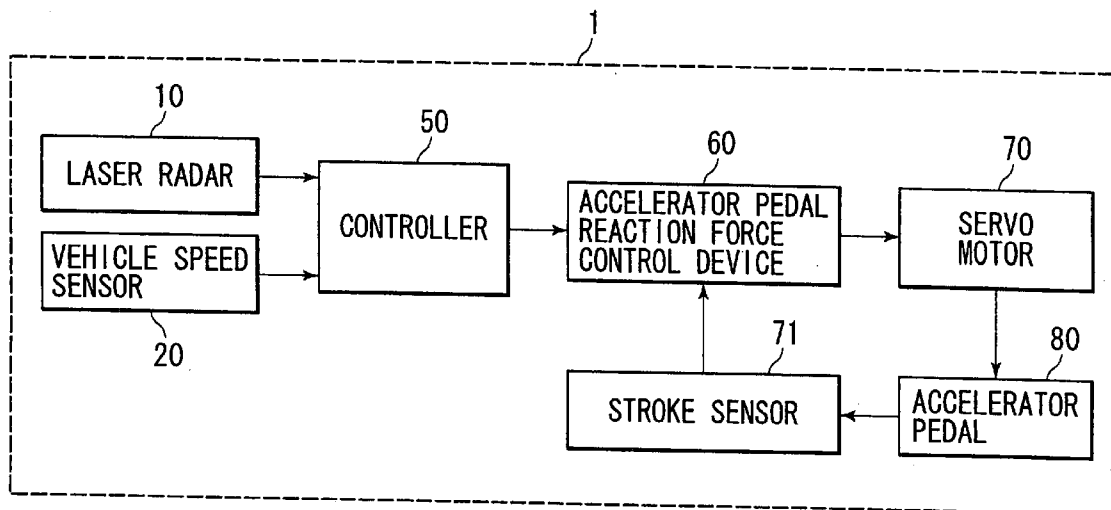 1
10
LASER RADAR
50
CONTROLLER
60
ACCELERATOR PEDAL
REACTION FORCE
CONTROL DEVICE
70
SERVO
MOTOR
VEHICLE SPEED
SENSOR
20
71
STROKE SENSOR
80
ACCELERATOR
PEDAL